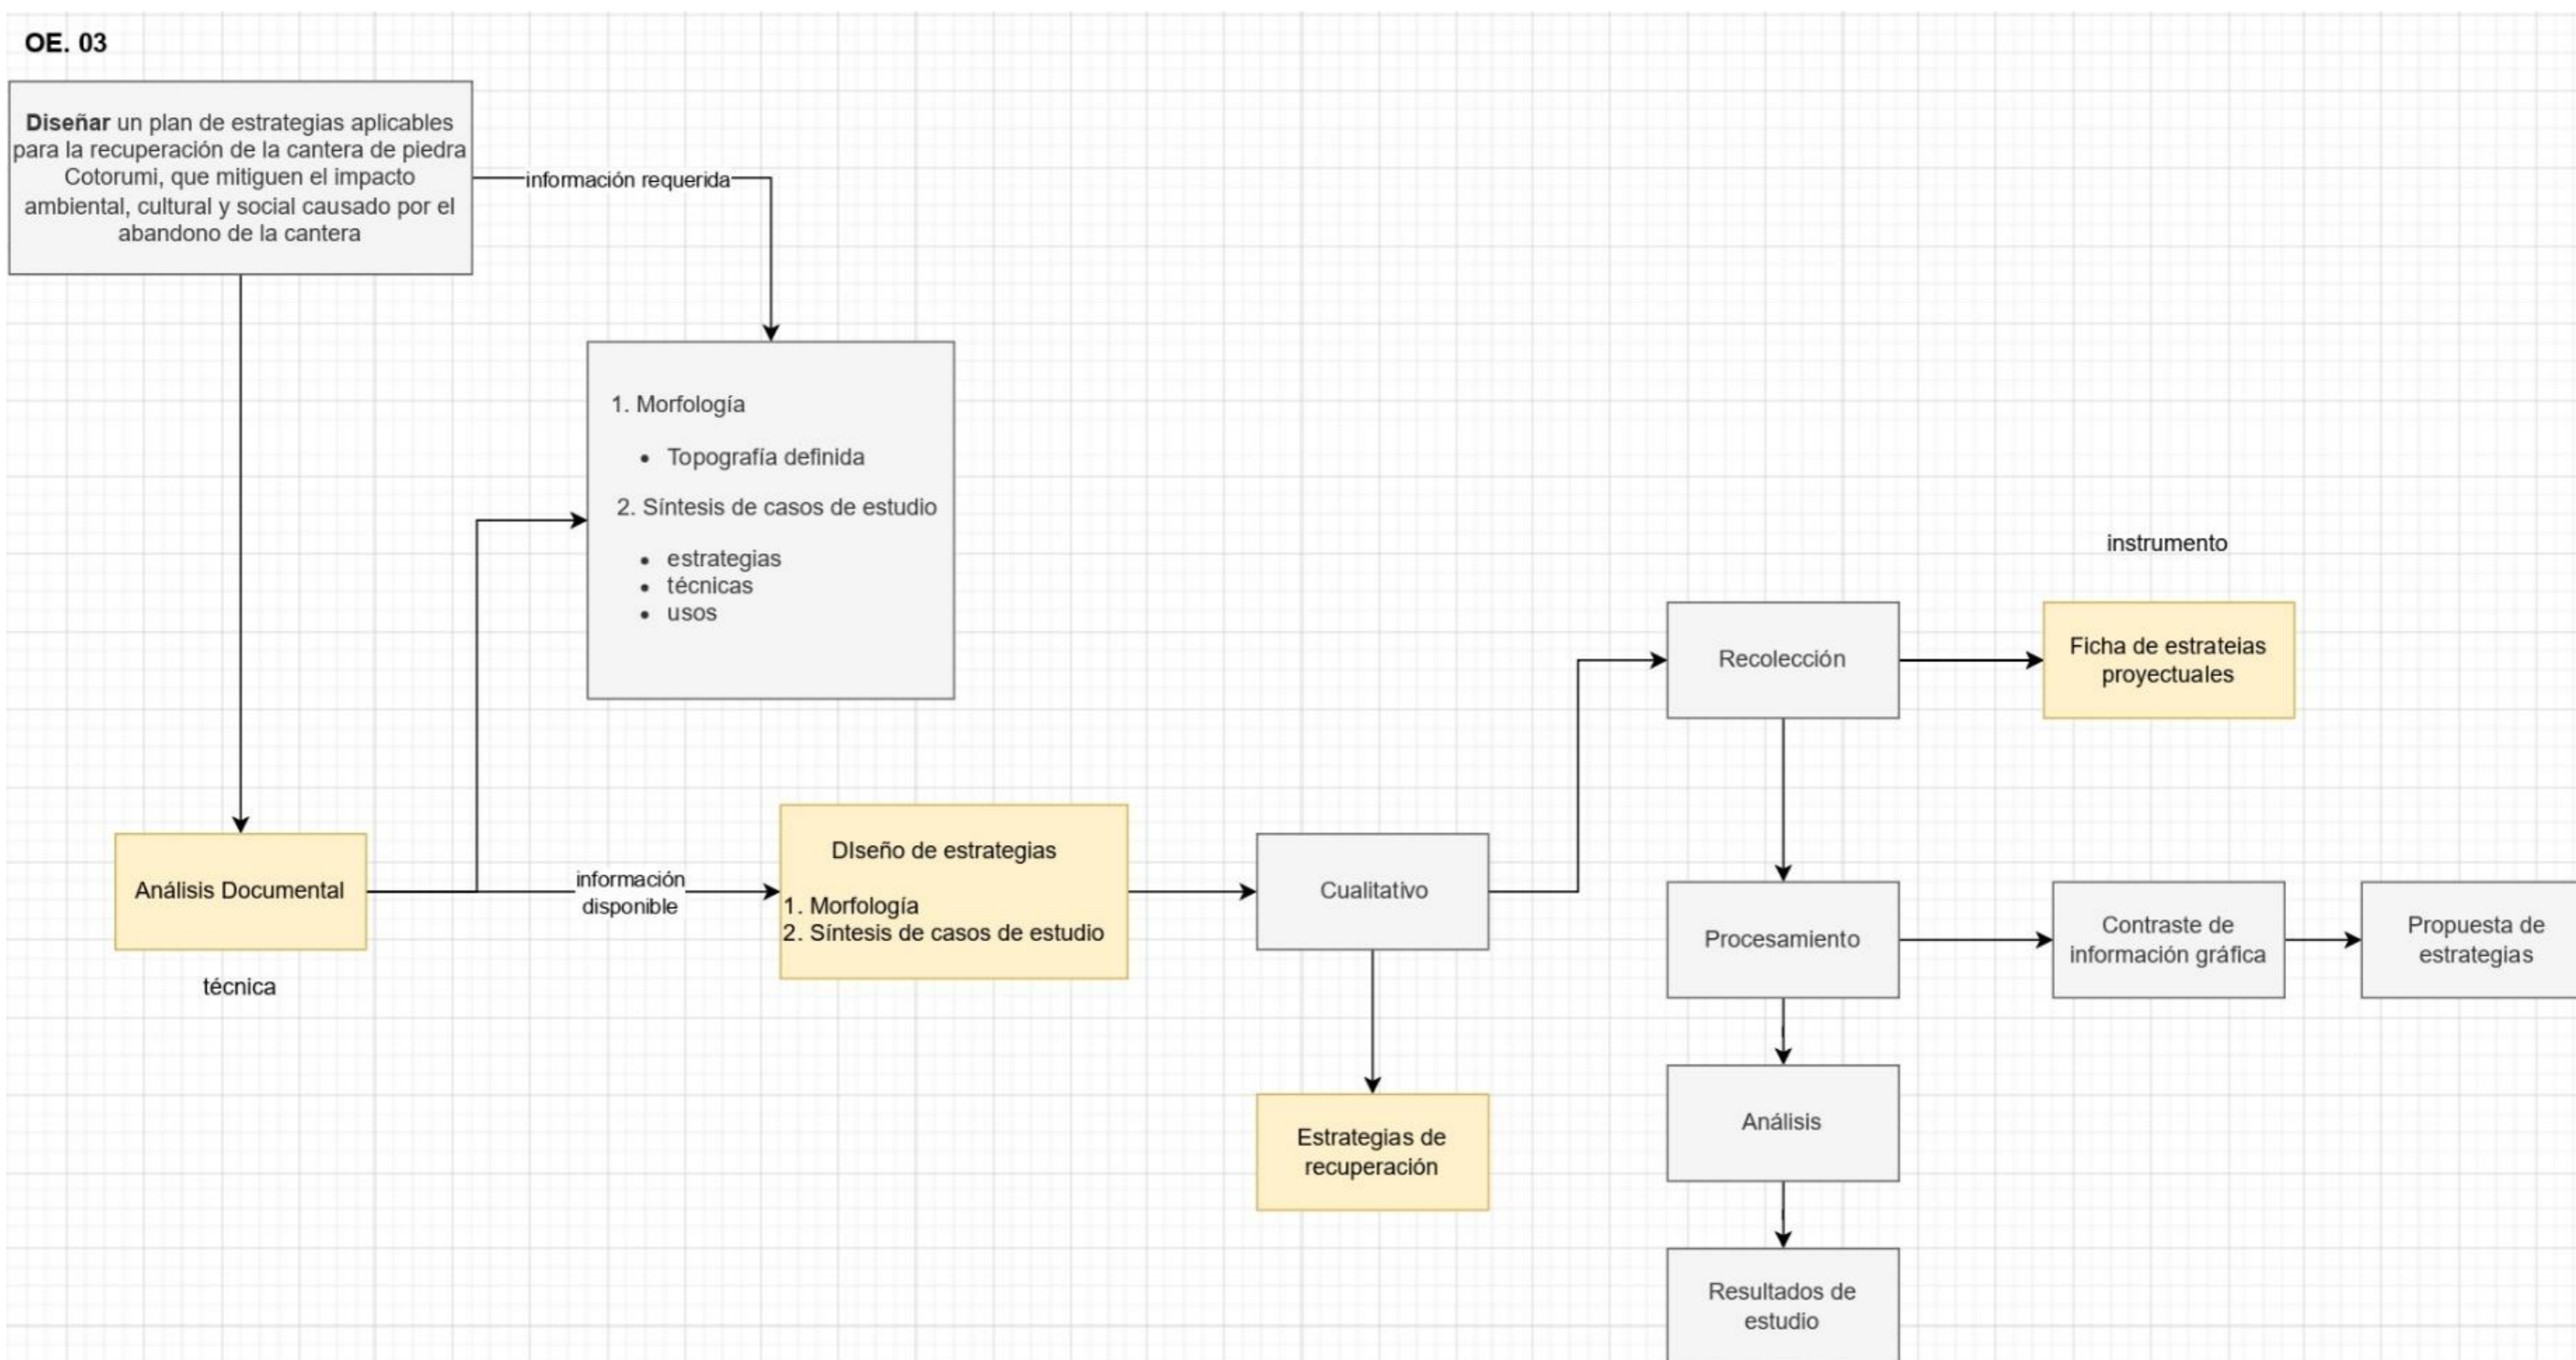 OE. 03
Diseñar un plan de estrategias aplicables
para la recuperación de la cantera de piedra
Cotorumi, que mitiguen el impacto
ambiental, cultural y social causado por el
abandono de la cantera
información requerida
1. Morfología
• Topografía definida
2. Síntesis de casos de estudio
• estrategias
• técnicas
• usos
Análisis Documental
técnica
información
disponible
DIseño de estrategias
1. Morfología
2. Síntesis de casos de estudio
Cualitativo
Estrategias de
recuperación
Recolección
instrumento
Ficha de estrateias
proyectuales
Procesamiento
Contraste de
información gráfica
Propuesta de
estrategias
Análisis
Resultados de
estudio